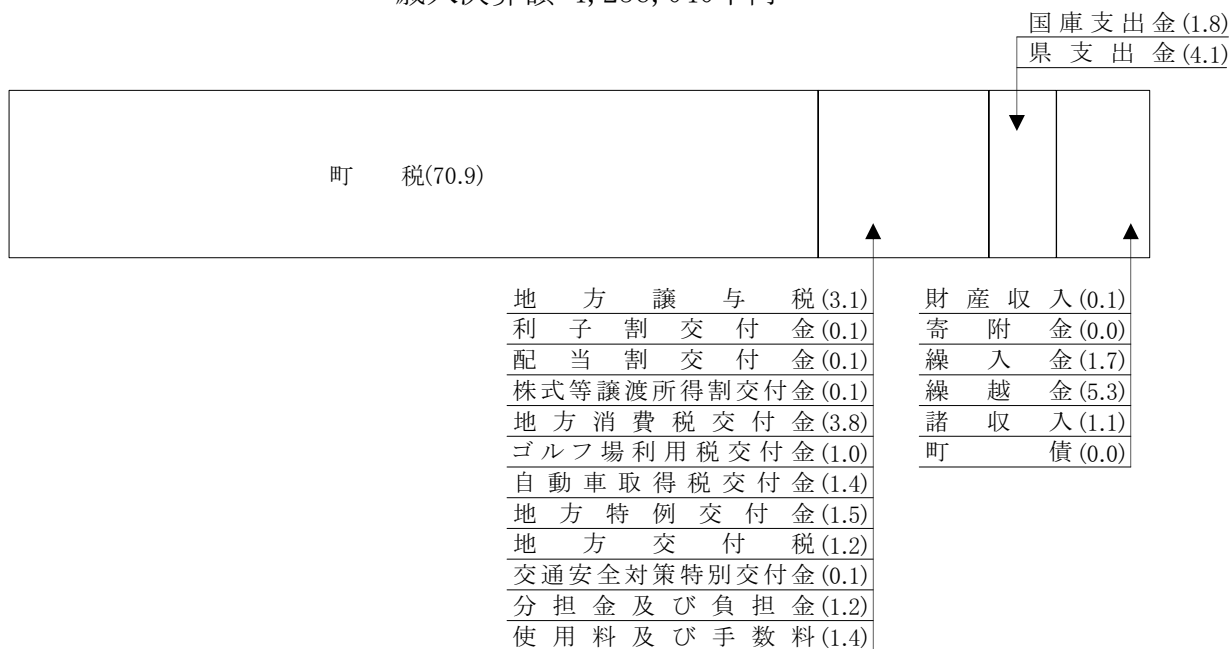 国庫支出金(1.8)
県支出金(4.1)
町 税(70.9)
地方譲与税(3.1)
利子割交付金(0.1)
配当割交付金(0.1)
株式等譲渡所得割交付金(0.1)
地方消費税交付金(3.8)
ゴルフ場利用税交付金(1.0)
自動車取得税交付金(1.4)
地方特例交付金(1.5)
地方交付税(1.2)
交通安全対策特別交付金(0.1)
分担金及び負担金(1.2)
使用料及び手数料(1.4)
財産収入(0.1)
寄附金(0.0)
繰入金(1.7)
繰越金(5.3)
諸収入(1.1)
町債(0.0)